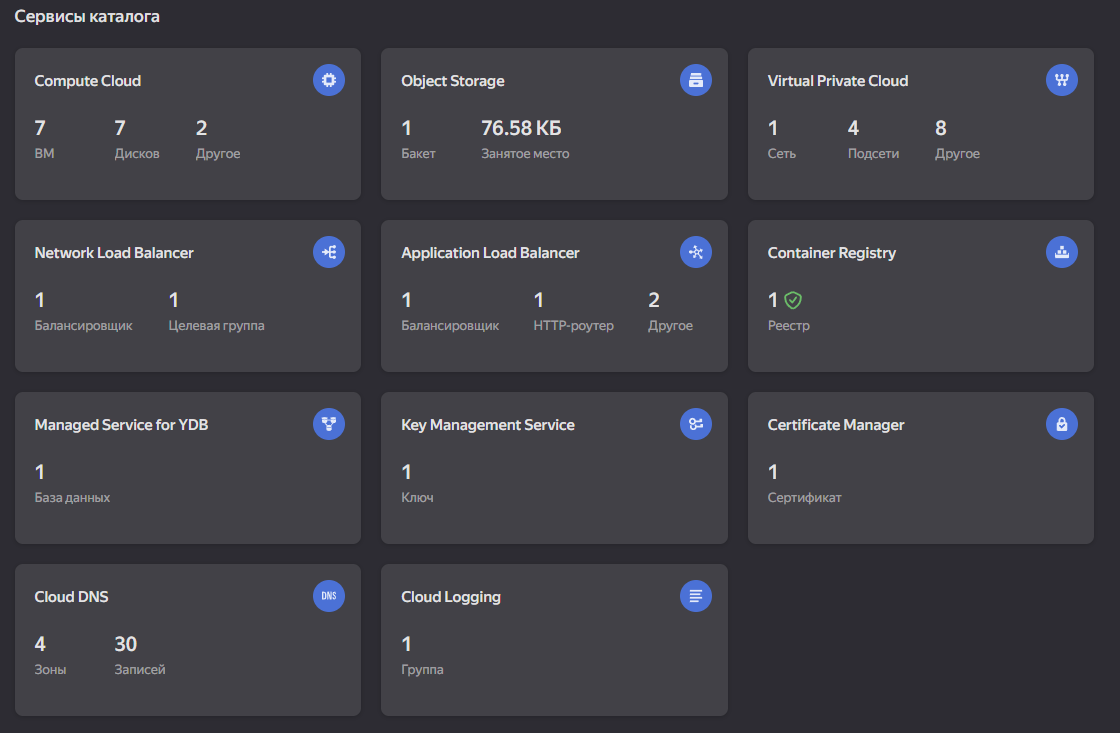 Сервисы каталога
Compute Cloud
7 7 2
ВМ Дисков Другое
Object Storage
1 76.58 КБ
Бакет Занятое место
Virtual Private Cloud
1 4 8
Сеть Подсети Другое
Network Load Balancer
1 1
Балансировщик Целевая группа
Application Load Balancer
1 1 2
Балансировщик HTTP-роутер Другое
Container Registry
1
Реестр
Managed Service for YDB
1
База данных
Key Management Service
1
Ключ
Certificate Manager
1
Сертификат
Cloud DNS
DNS
4 30
Зоны Записей
Cloud Logging
1
Группа